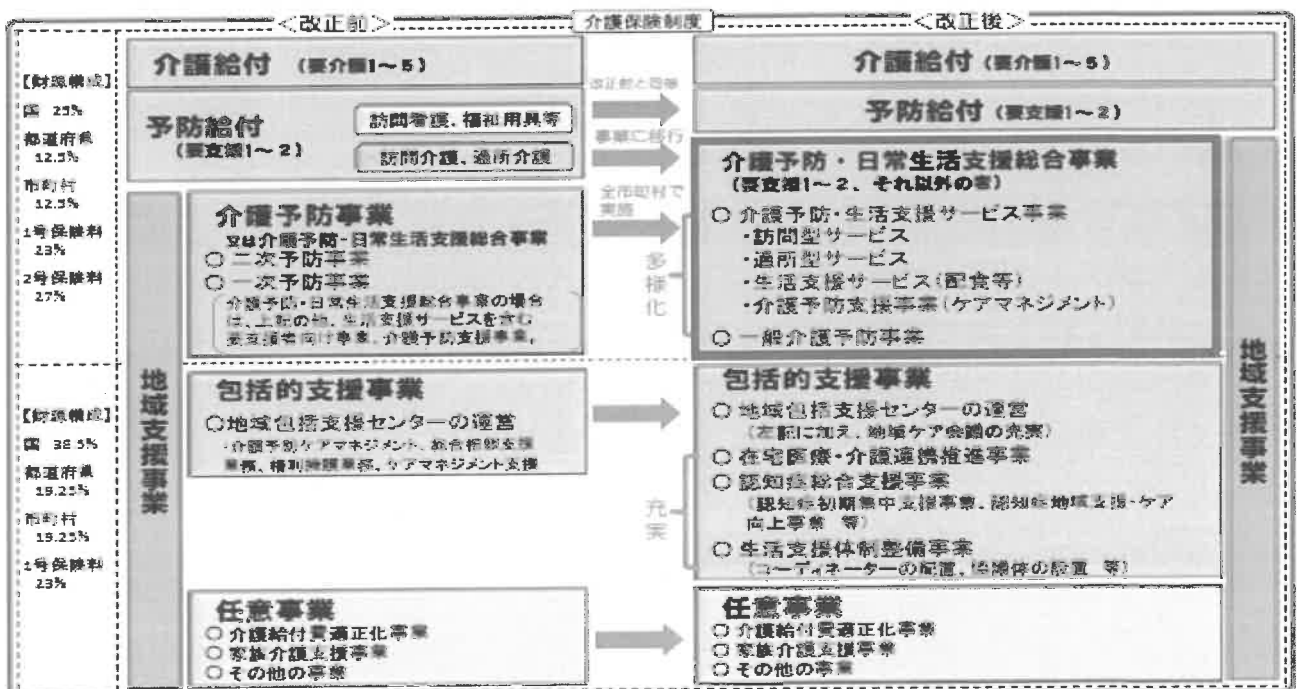 介護保険制度
＜改正前＞
＜改正後＞
【財源構成】
国 25%
都道府県
12.5%
市町村
12.5%
1号保険料
23%
2号保険料
27%
【財源構成】
国 38.5%
都道府県
19.25%
市町村
19.25%
1号保険料
23%
介護給付 （要介護1～5）
予防給付
（要支援1～2）
訪問看護、福祉用具等
訪問介護、通所介護
地域支援事業
介護予防事業
又は介護予防・日常生活支援総合事業
○ 二次予防事業
○ 一次予防事業
介護予防・日常生活支援総合事業の場合
は、上記の他、生活支援サービスを含む
要支援者向け事業、介護予防支援事業。
包括的支援事業
○地域包括支援センターの運営
・介護予防ケアマネジメント、総合相談支援
業務、権利擁護業務、ケアマネジメント支援
任意事業
○ 介護給付費適正化事業
○ 家族介護支援事業
○ その他の事業
改正前と同様
事業に移行
全市町村で
実施
多様化
充実
介護給付 （要介護1～5）
予防給付 （要支援1～2）
介護予防・日常生活支援総合事業
（要支援1～2、それ以外の者）
○ 介護予防・生活支援サービス事業
・訪問型サービス
・通所型サービス
・生活支援サービス（配食等）
・介護予防支援事業（ケアマネジメント）
○ 一般介護予防事業
包括的支援事業
○ 地域包括支援センターの運営
（左記に加え、地域ケア会議の充実）
○ 在宅医療・介護連携推進事業
○ 認知症総合支援事業
（認知症初期集中支援事業、認知症地域支援・ケア
向上事業 等）
○ 生活支援体制整備事業
（コーディネーターの配置、協議体の設置 等）
任意事業
○ 介護給付費適正化事業
○ 家族介護支援事業
○ その他の事業
地域支援事業